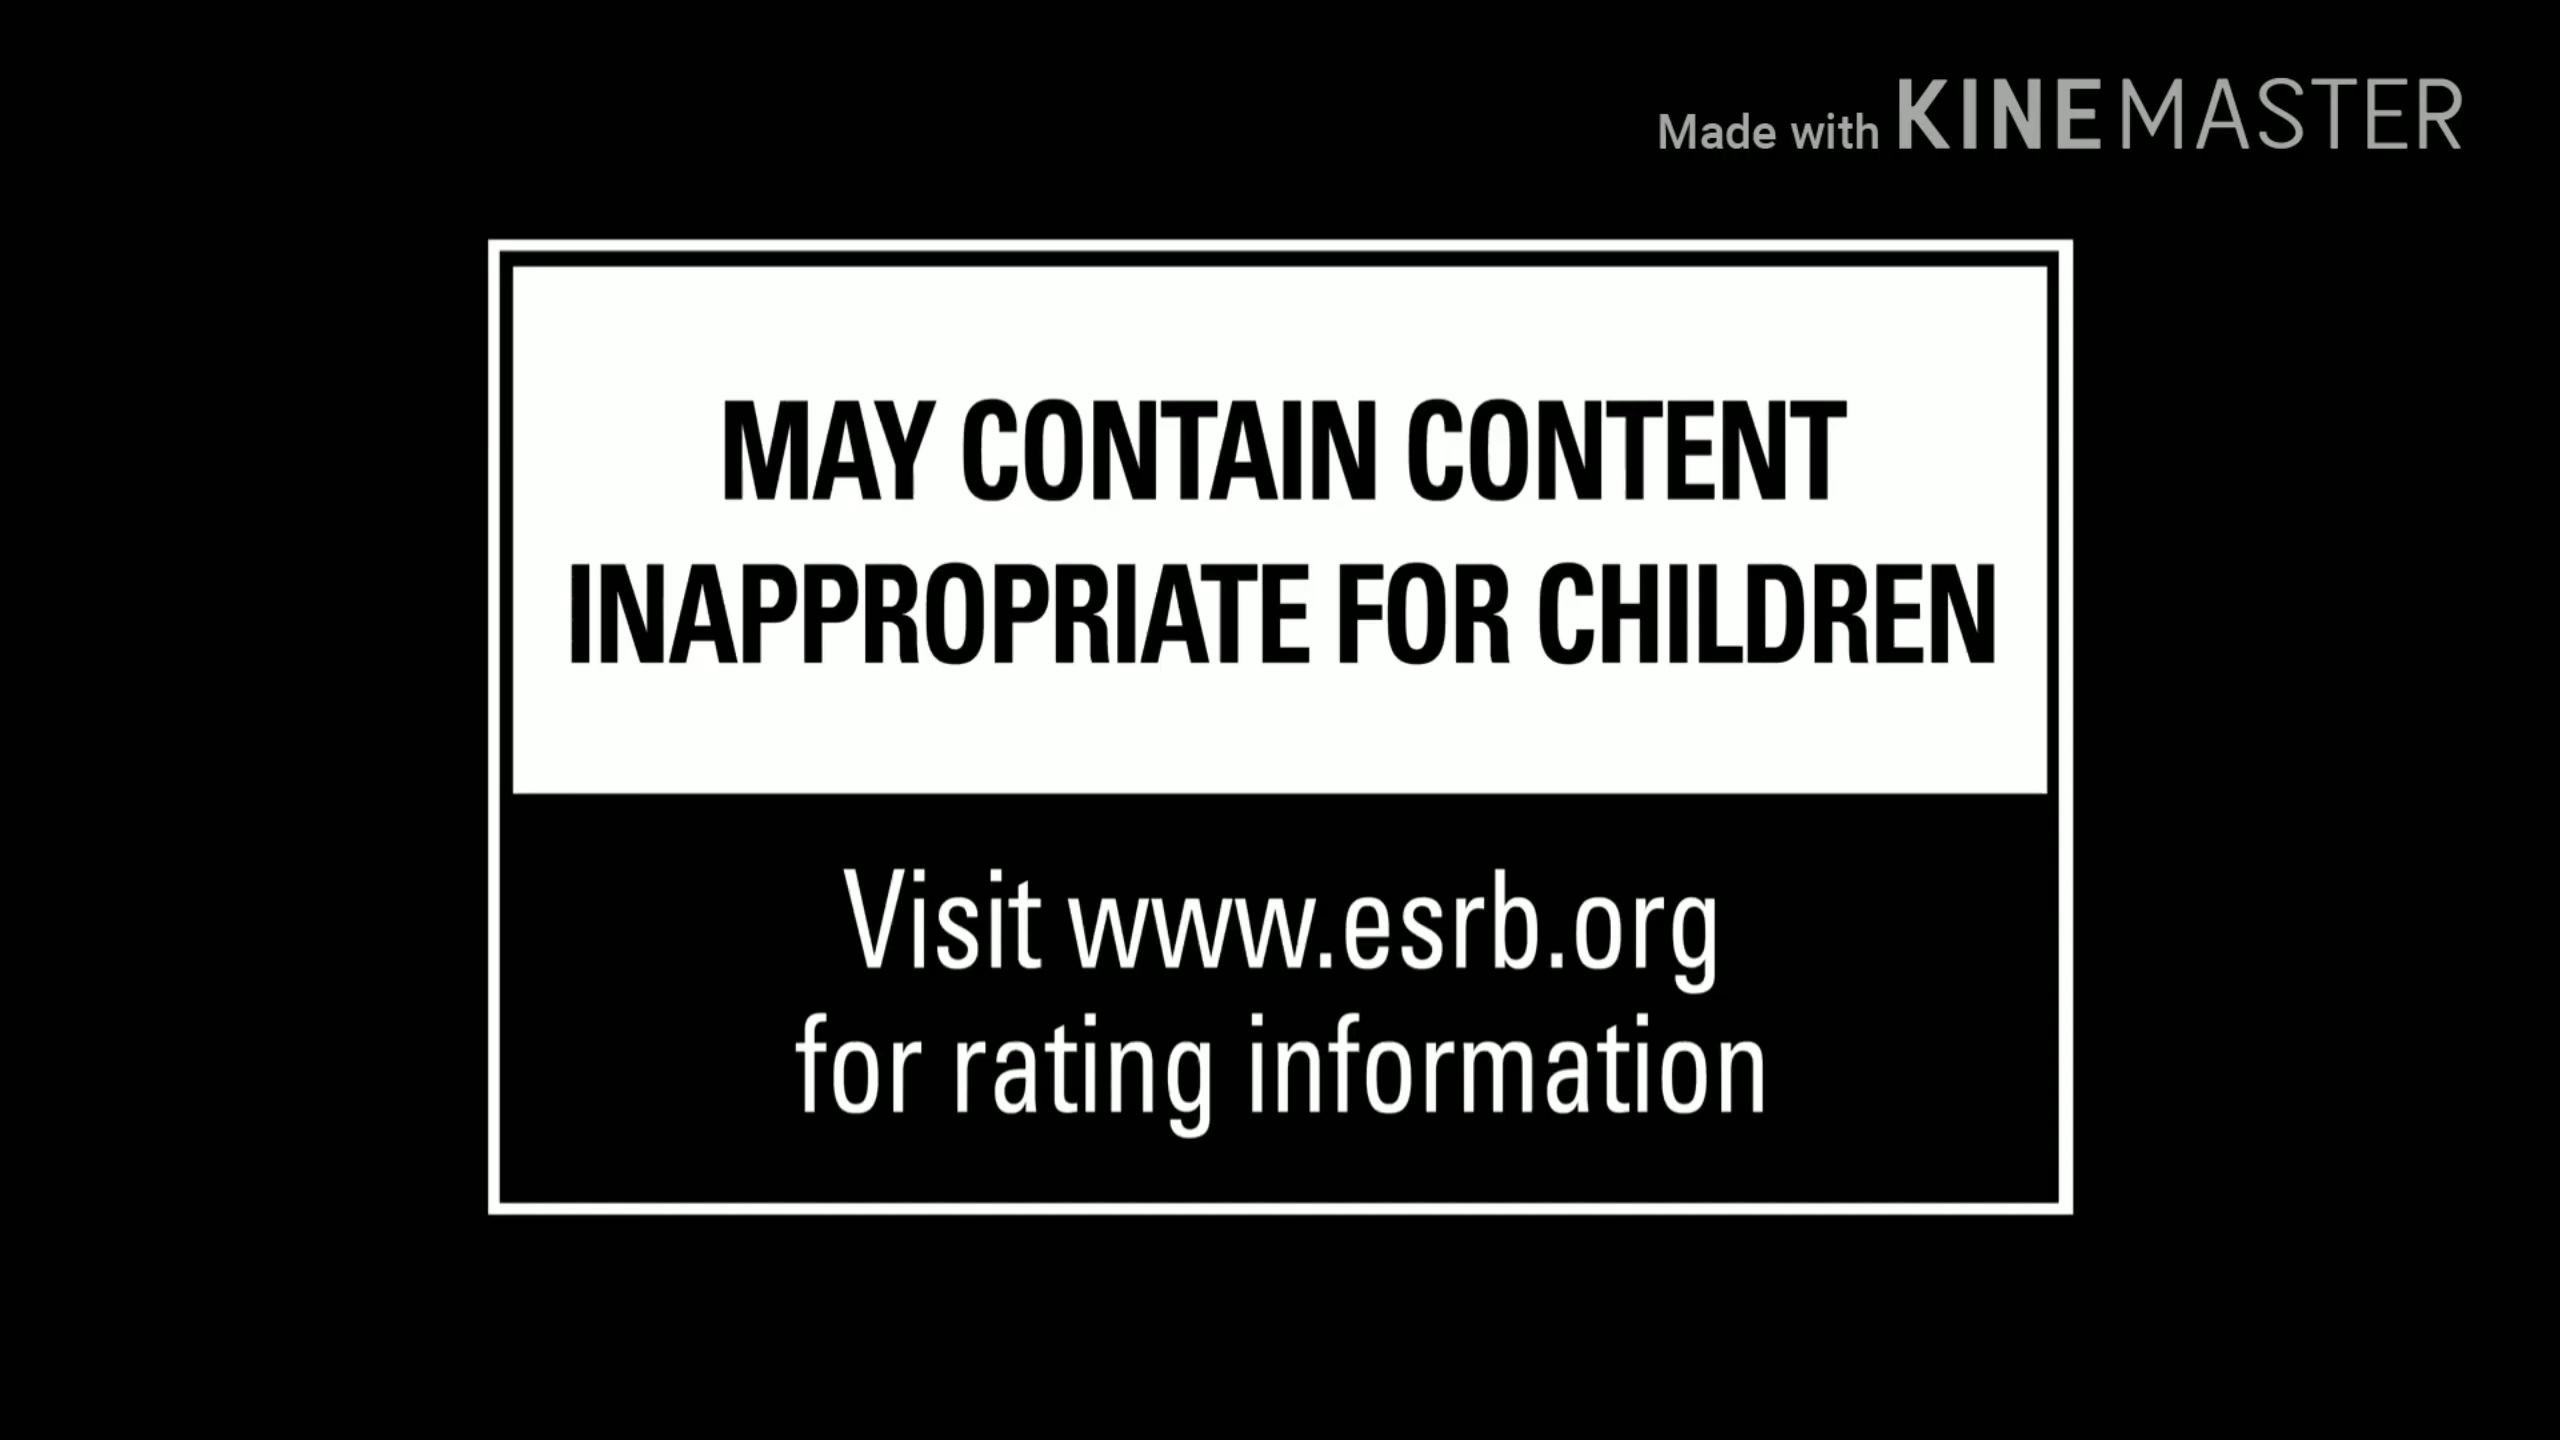 Made with KINEMASTER
MAY CONTAIN CONTENT
INAPPROPRIATE FOR CHILDREN
Visit www.esrb.org
for rating information